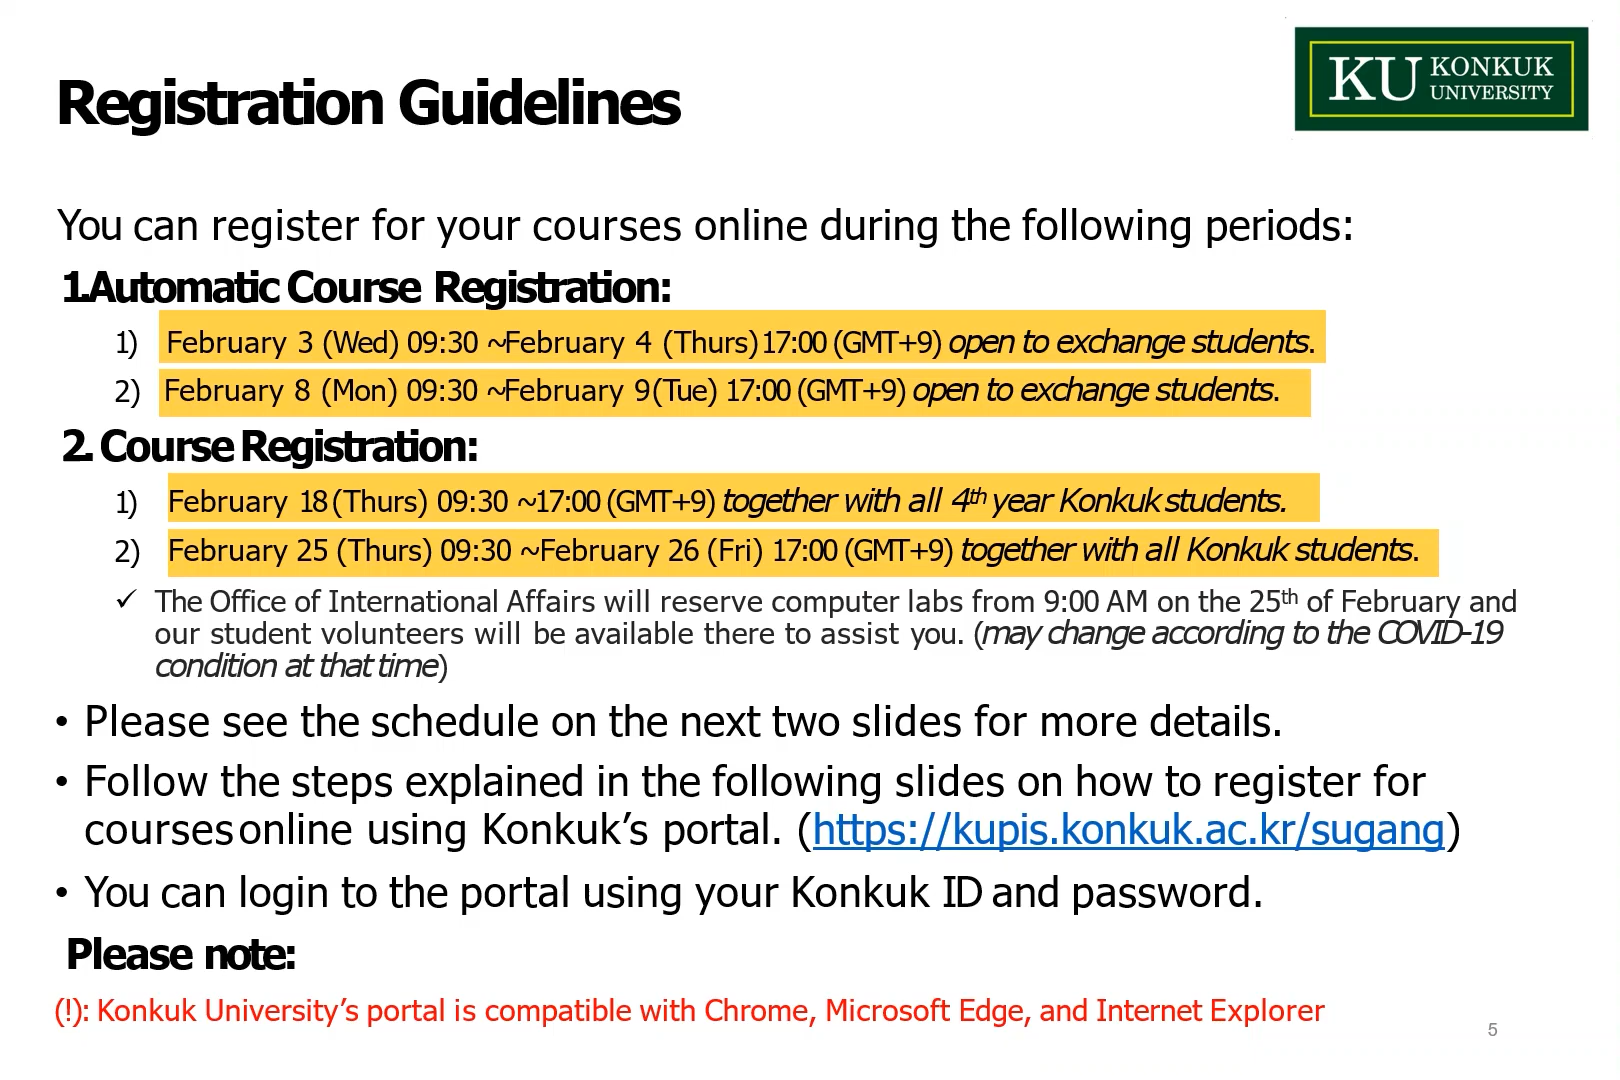 KU KONKUK
UNIVERSITY
Registration Guidelines
You can register for your courses online during the following periods:
1.Automatic Course Registration:
1) February 3 (Wed) 09:30 ~February 4 (Thurs) 17:00 (GMT+9) open to exchange students.
2) February 8 (Mon) 09:30 ~February 9 (Tue) 17:00 (GMT+9) open to exchange students.
2. Course Registration:
1) February 18 (Thurs) 09:30 ~17:00 (GMT+9) together with all 4th year Konkuk students.
2) February 25 (Thurs) 09:30 ~February 26 (Fri) 17:00 (GMT+9) together with all Konkuk students.
✓ The Office of International Affairs will reserve computer labs from 9:00 AM on the 25th of February and
our student volunteers will be available there to assist you. (may change according to the COVID-19
condition at that time)
• Please see the schedule on the next two slides for more details.
• Follow the steps explained in the following slides on how to register for
courses online using Konkuk’s portal. (https://kupis.konkuk.ac.kr/sugang)
• You can login to the portal using your Konkuk ID and password.
Please note:
(!): Konkuk University’s portal is compatible with Chrome, Microsoft Edge, and Internet Explorer
5